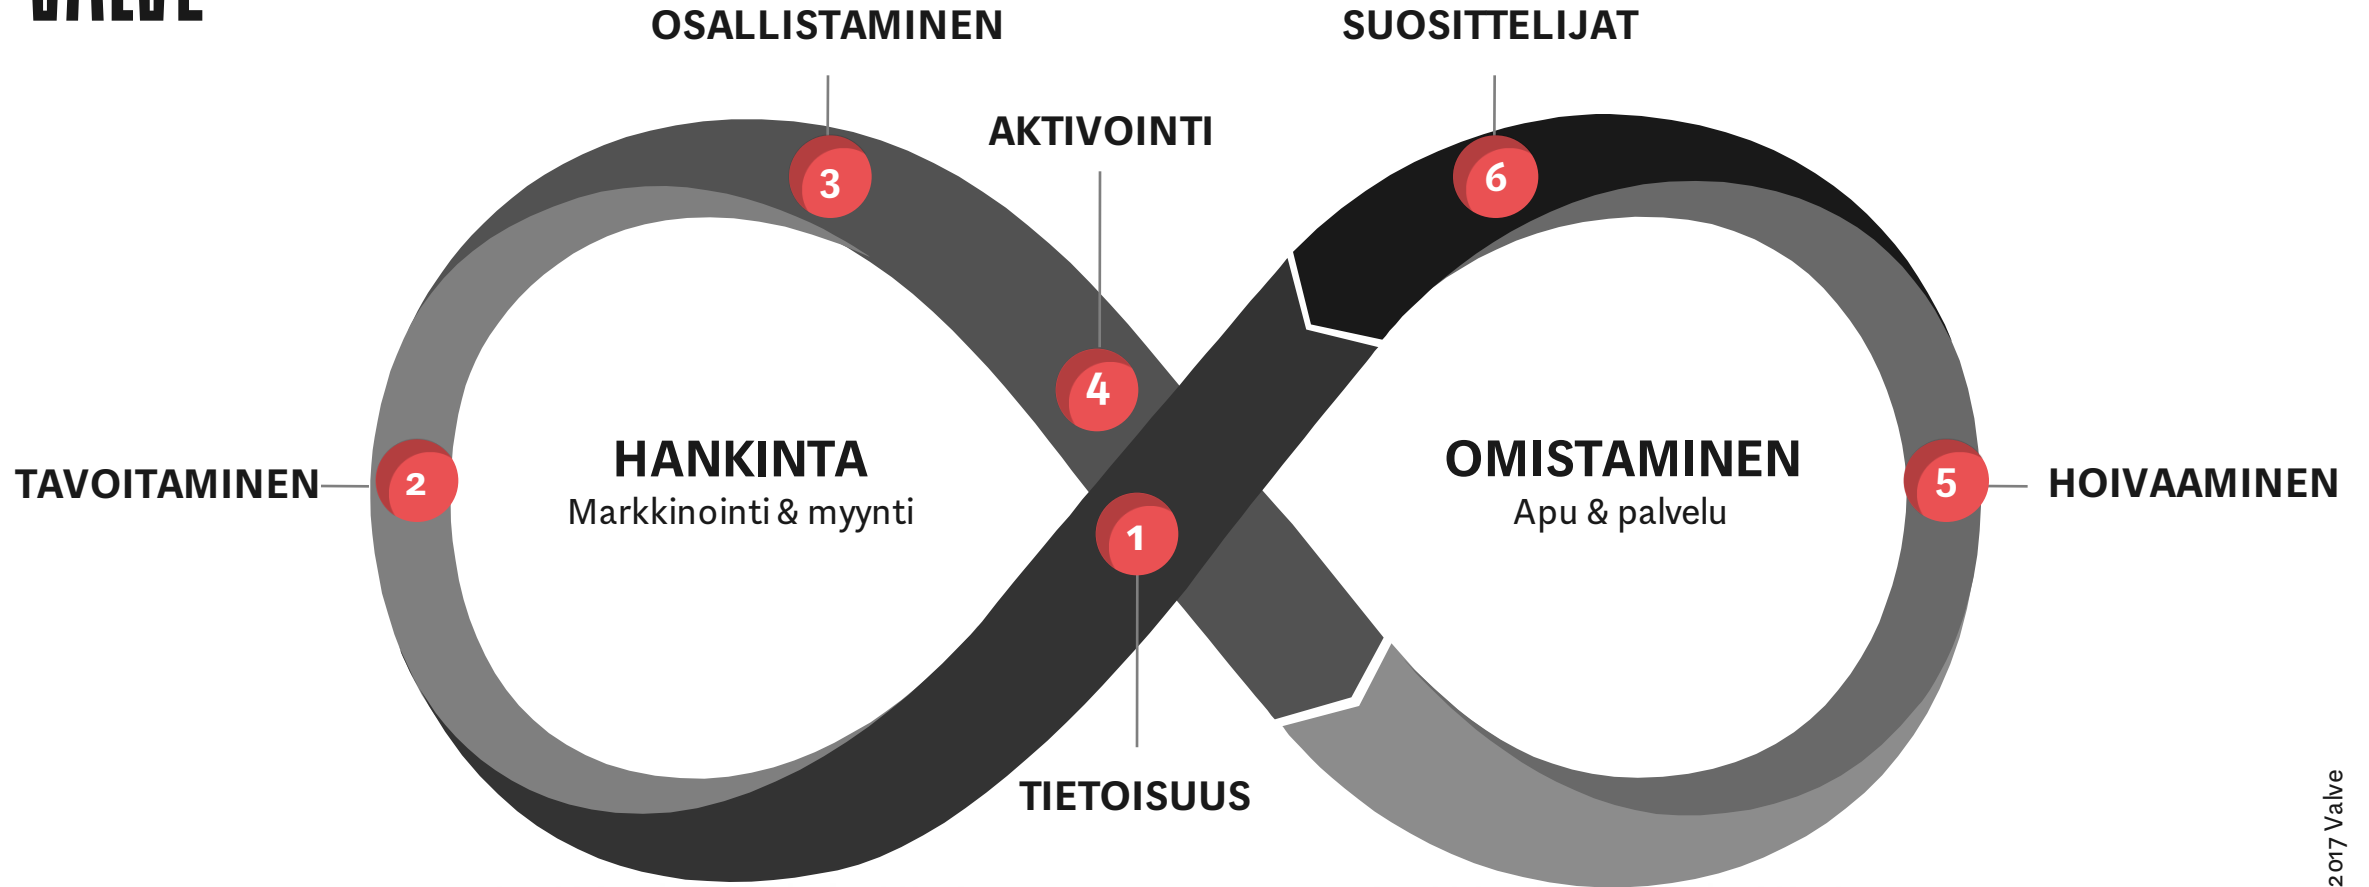 VALVE
OSALLISTAMINEN
SUOSITTELIJAT
AKTIVOINTI
3
6
4
HANKINTA
Markkinointi & myynti
OMISTAMINEN
Apu & palvelu
TAVOITAMINEN
2
5
HOIVAAMINEN
1
TIETOISUUS
2017 Valve